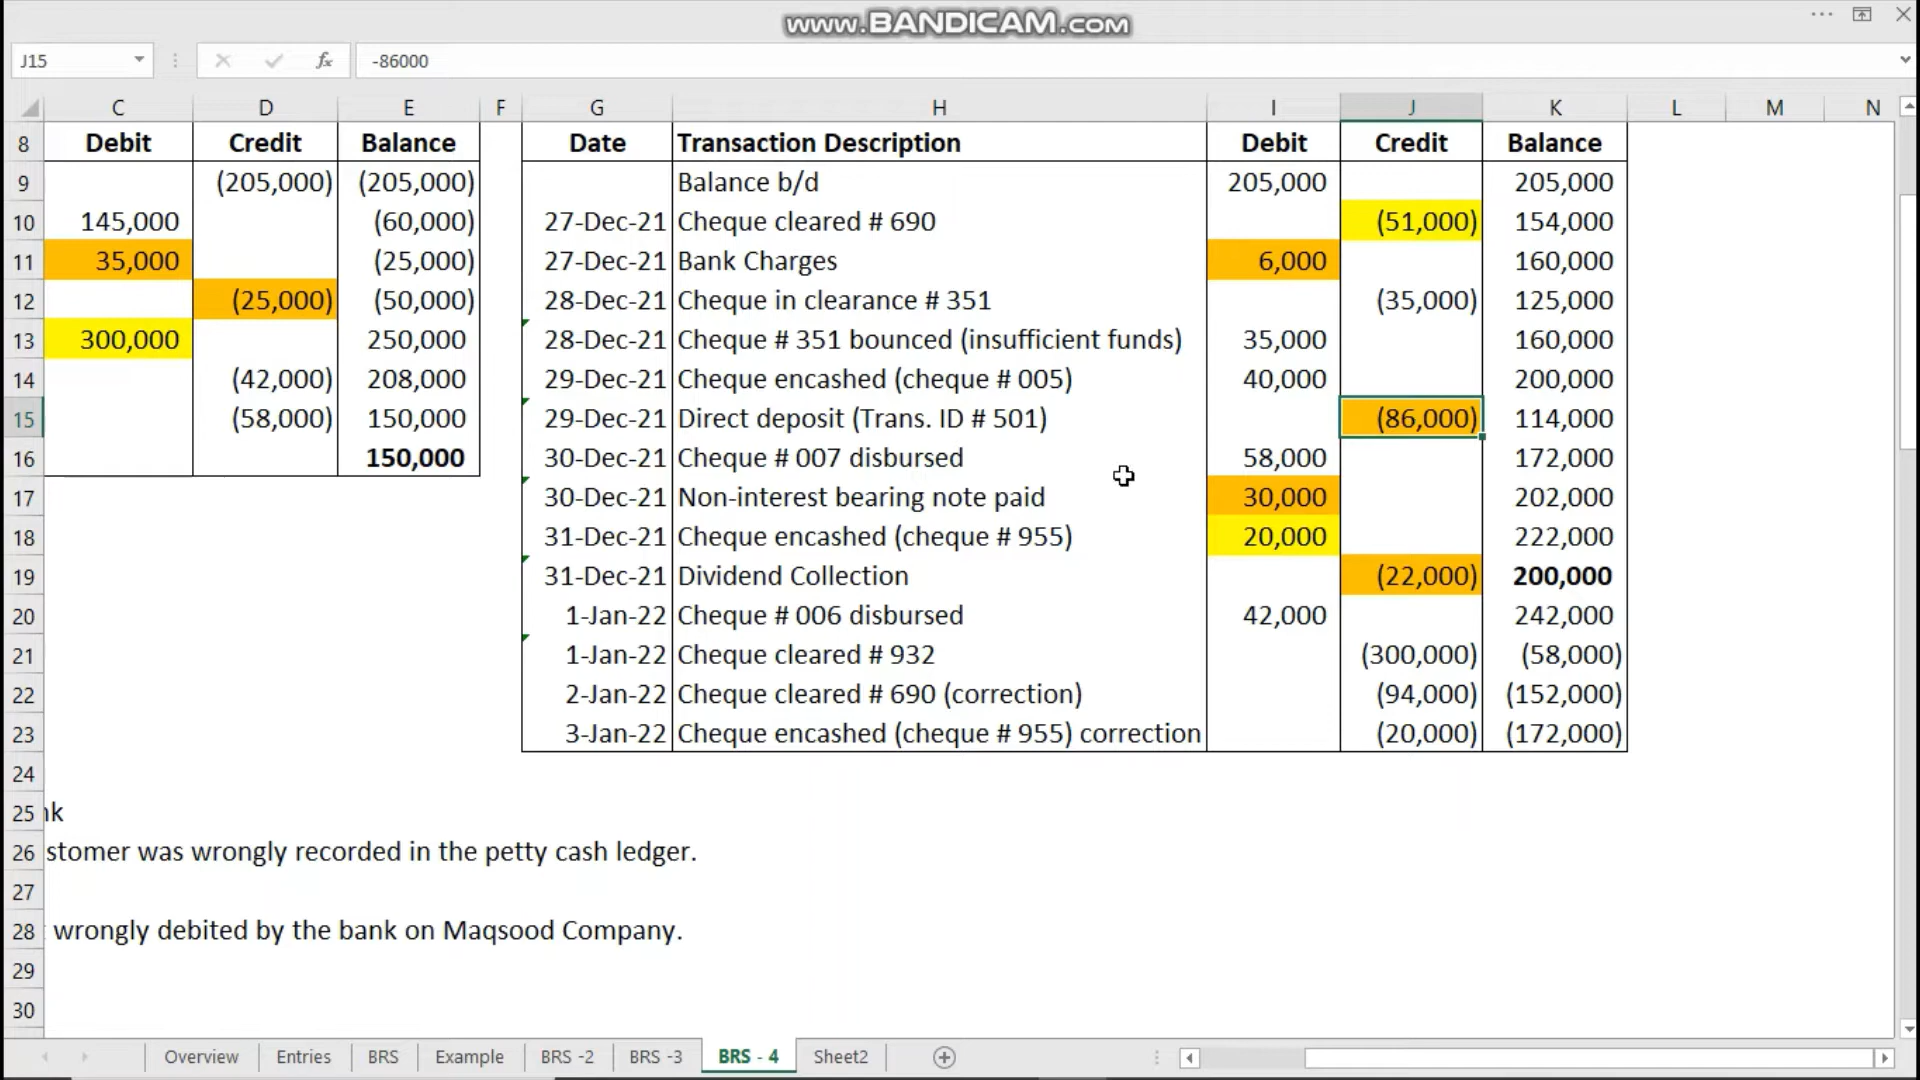 www.BANDICAM.com
J15 fx -86000
C D E F G H I J K L M N
8 Debit Credit Balance Date Transaction Description Debit Credit Balance
9 (205,000) (205,000) Balance b/d 205,000 205,000
10 145,000 (60,000) 27-Dec-21 Cheque cleared # 690 (51,000) 154,000
11 35,000 (25,000) 27-Dec-21 Bank Charges 6,000 160,000
12 (25,000) (50,000) 28-Dec-21 Cheque in clearance # 351 (35,000) 125,000
13 300,000 250,000 28-Dec-21 Cheque # 351 bounced (insufficient funds) 35,000 160,000
14 (42,000) 208,000 29-Dec-21 Cheque encashed (cheque # 005) 40,000 200,000
15 (58,000) 150,000 29-Dec-21 Direct deposit (Trans. ID # 501) (86,000) 114,000
16 150,000 30-Dec-21 Cheque # 007 disbursed 58,000 172,000
17 30-Dec-21 Non-interest bearing note paid 30,000 202,000
18 31-Dec-21 Cheque encashed (cheque # 955) 20,000 222,000
19 31-Dec-21 Dividend Collection (22,000) 200,000
20 1-Jan-22 Cheque # 006 disbursed 42,000 242,000
21 1-Jan-22 Cheque cleared # 932 (300,000) (58,000)
22 2-Jan-22 Cheque cleared # 690 (correction) (94,000) (152,000)
23 3-Jan-22 Cheque encashed (cheque # 955) correction (20,000) (172,000)
24
25 nk
26 stomer was wrongly recorded in the petty cash ledger.
27
28 wrongly debited by the bank on Maqsood Company.
29
30
Overview Entries BRS Example BRS -2 BRS -3 BRS - 4 Sheet2